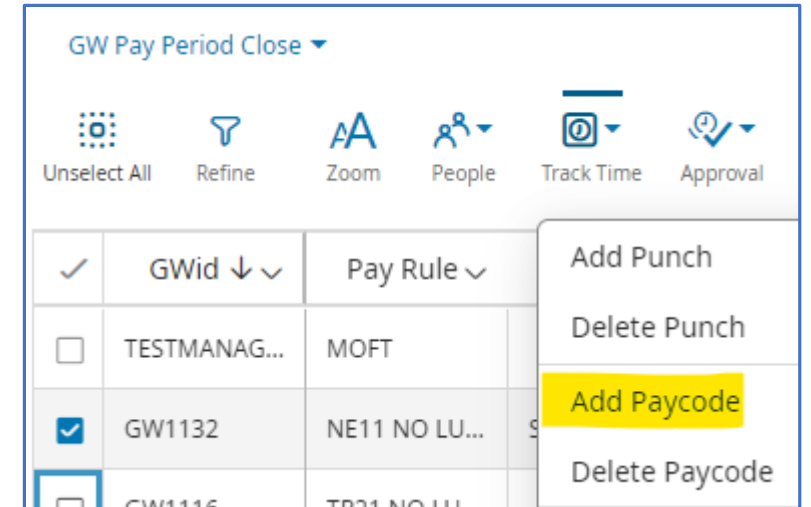 GW Pay Period Close
Unselect All Refine Zoom People Track Time Approval
GWid Pay Rule
Add Punch
Delete Punch
TESTMANAG... MOFT
Add Paycode
GW1132 NE11 NO LU... S
Delete Paycode
GW1116